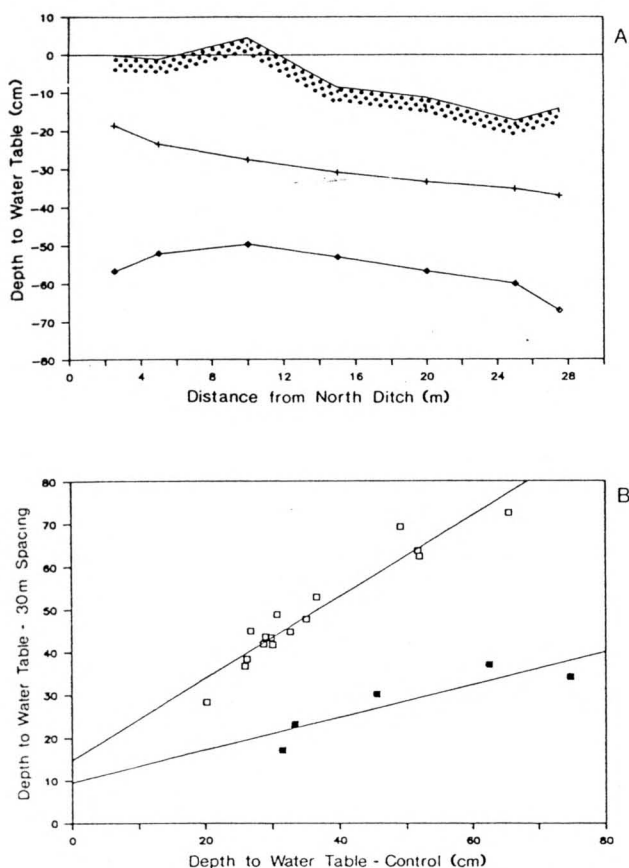 A
10
0
-10
-20
-30
-40
-50
-60
-70
-80
Depth to Water Table (cm)
0 4 8 12 16 20 24 28
Distance from North Ditch (m)
B
80
70
60
50
40
30
20
10
0
Depth to Water Table - 30m Spacing
0 20 40 60 80
Depth to Water Table - Control (cm)